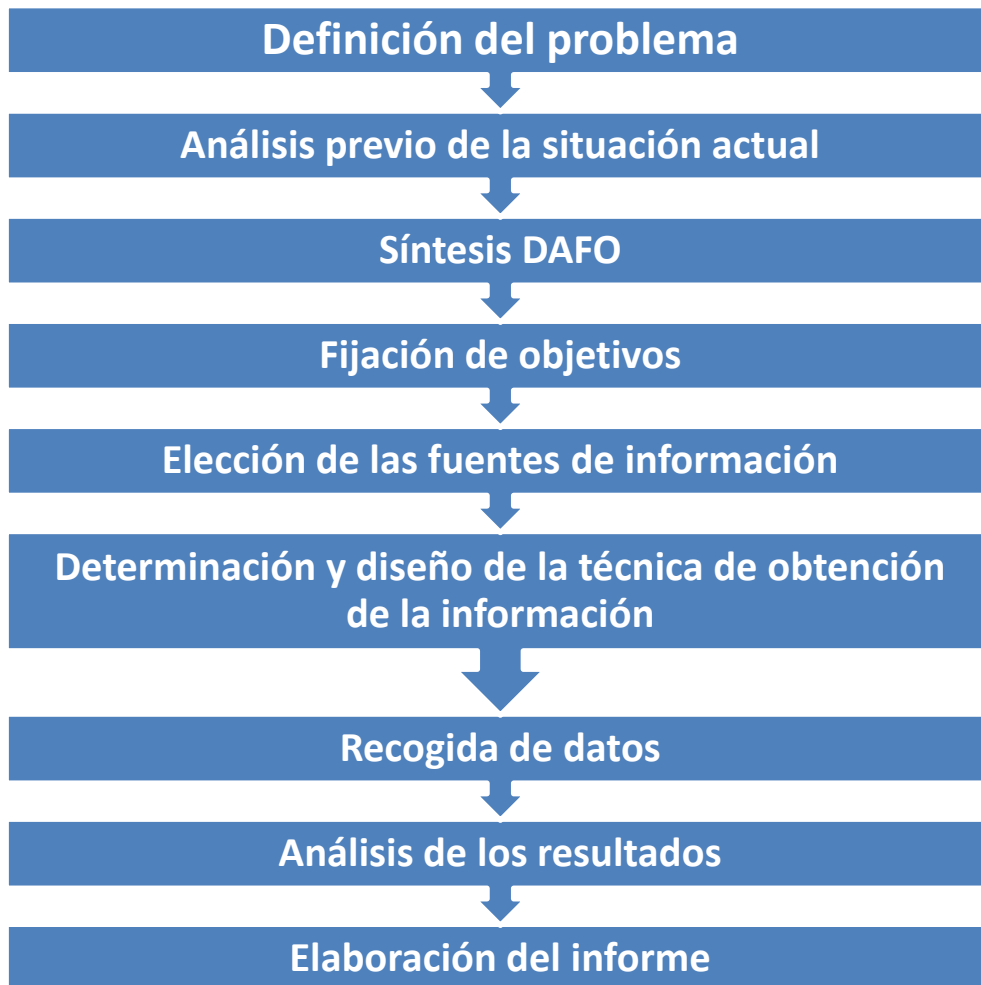 Definición del problema
Análisis previo de la situación actual
Síntesis DAFO
Fijación de objetivos
Elección de las fuentes de información
Determinación y diseño de la técnica de obtención
de la información
Recogida de datos
Análisis de los resultados
Elaboración del informe